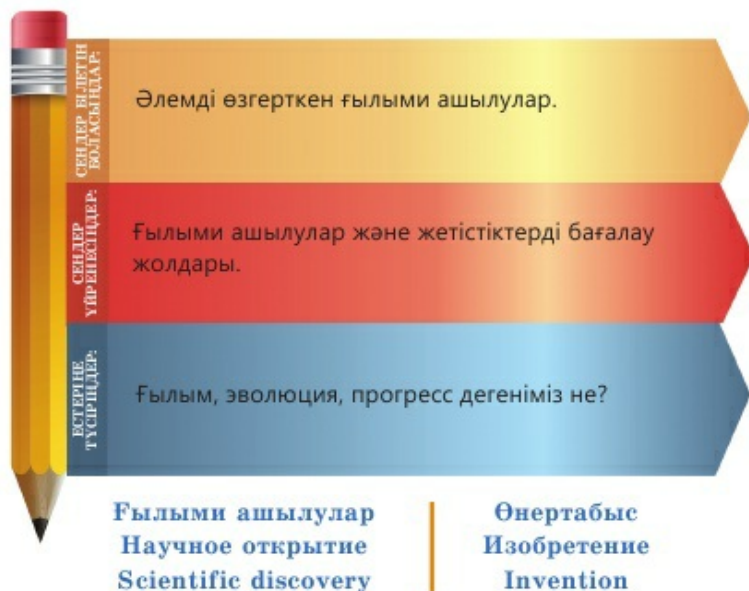 СЕНДЕР БІЛЕТІН
БОЛАСЫҢДАР:
Әлемді өзгерткен ғылыми ашылулар.
СЕНДЕР
ҮЙРЕНЕСІҢДЕР:
Ғылыми ашылулар және жетістіктерді бағалау
жолдары.
ЕСТЕРІҢЕ
ТҮСІРІҢДЕР:
Ғылым, эволюция, прогресс дегеніміз не?
Ғылыми ашылулар
Научное открытие
Scientific discovery
Өнертабыс
Изобретение
Invention